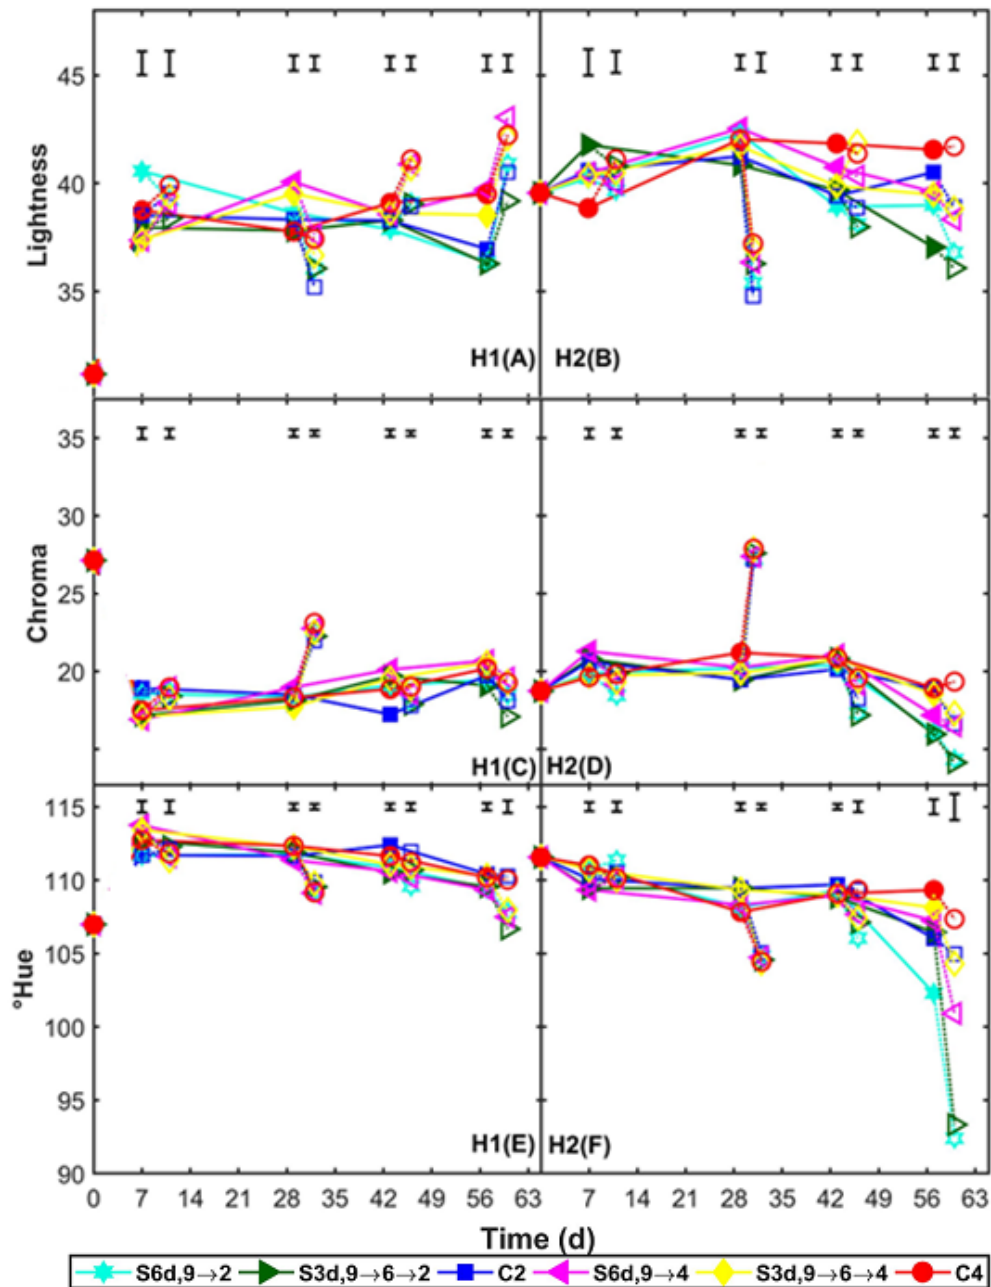 45
40
35
Lightness
H1(A)
H2(B)
35
30
25
20
Chroma
H1(C)
H2(D)
115
110
105
100
95
90
°Hue
H1(E)
H2(F)
0 7 14 21 28 35 42 49 56 63 7 14 21 28 35 42 49 56 63
Time (d)
S6d,9→2 S3d,9→6→2 C2 S6d,9→4 S3d,9→6→4 C4